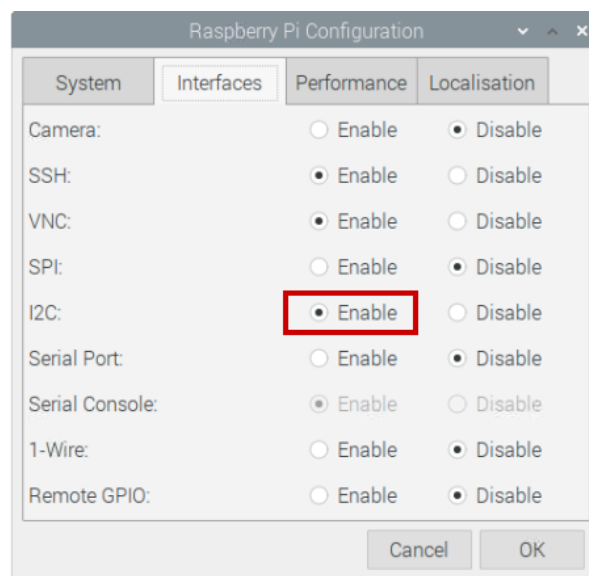 Raspberry Pi Configuration
System Interfaces Performance Localisation
Camera: Enable Disable
SSH: Enable Disable
VNC: Enable Disable
SPI: Enable Disable
I2C: Enable Disable
Serial Port: Enable Disable
Serial Console: Enable Disable
1-Wire: Enable Disable
Remote GPIO: Enable Disable
Cancel OK